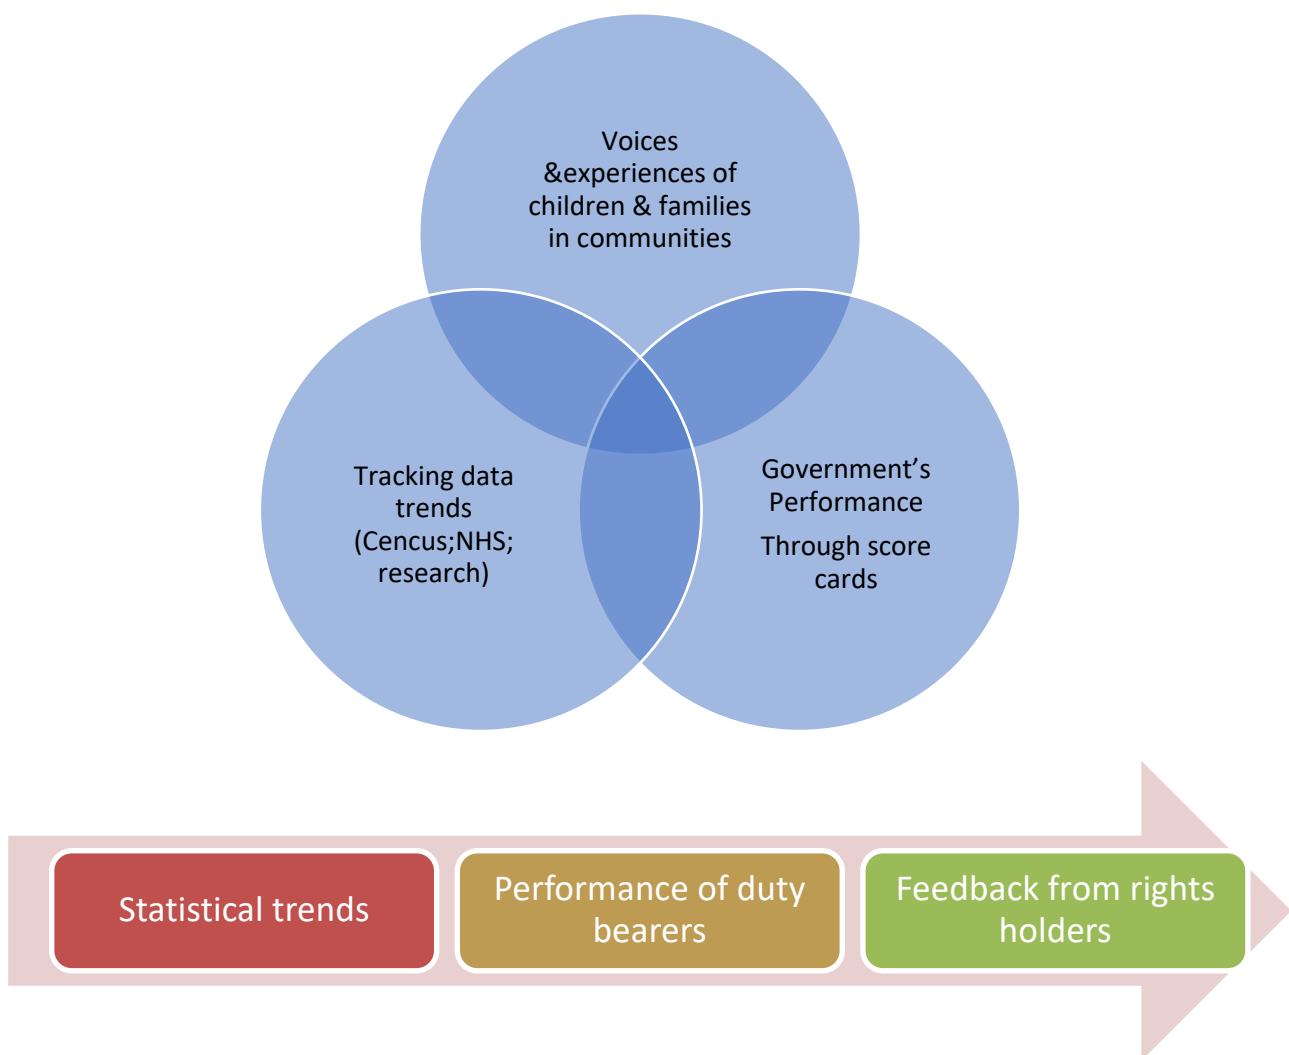 Voices
&experiences of
children & families
in communities
Tracking data
trends
(Cencus;NHS;
research)
Government’s
Performance
Through score
cards
Statistical trends
Performance of duty
bearers
Feedback from rights
holders